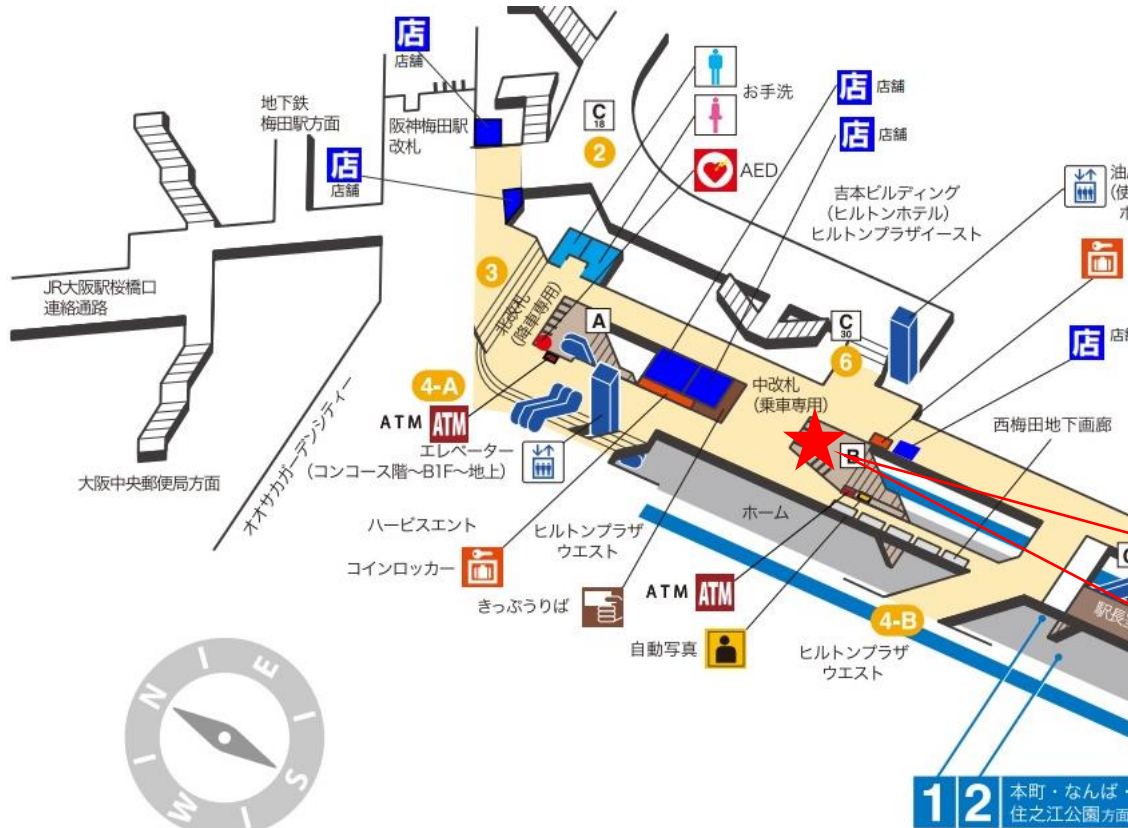 店
店舗
地下鉄
梅田駅方面
阪神梅田駅
改札
C
18
2
お手洗
店
店舗
店
店舗
店
店舗
AED
吉本ビルディング
(ヒルトンホテル)
ヒルトンプラザイースト
JR大阪駅桜橋口
連絡通路
3
北改札
(降車専用)
A
C
30
6
店
4-A
ATM
ATM
中改札
(乗車専用)
西梅田地下画廊
エレベーター
(コンコース階〜B1F〜地上)
B
大阪中央郵便局方面
オオサカガーデンシティー
ハービスエント
ヒルトンプラザ
ウエスト
ホーム
コインロッカー
きっぷうりば
ATM
ATM
自動写真
4-B
ヒルトンプラザ
ウエスト
駅長
N
E
S
W
1
2
本町・なんば・
住之江公園方面